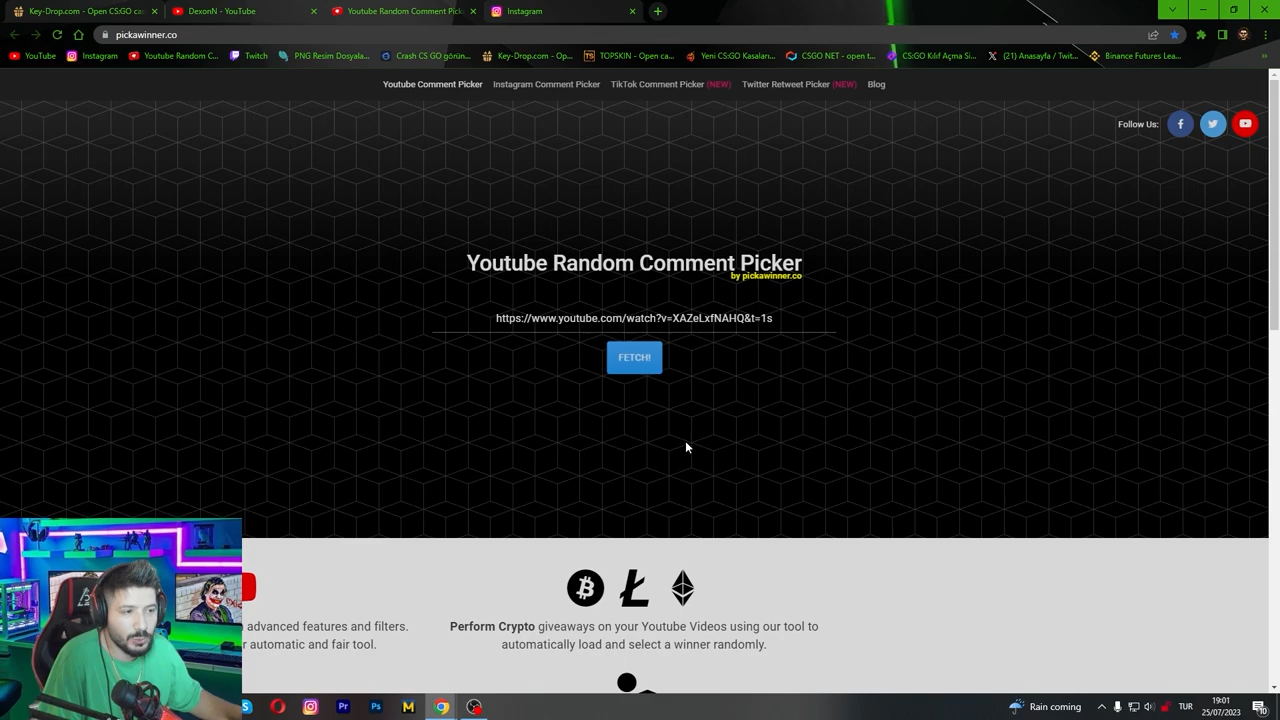 Key-Drop.com - Open CS:GO ca
DexonN - YouTube
Youtube Random Comment Pick
Instagram
pickawinner.co
YouTube
Instagram
Youtube Random C...
Twitch
PNG Resim Dosyala...
Crash CS GO görün...
Key-Drop.com - Op...
TOPSKIN - Open ca...
Yeni CS:GO Kasaları...
CSGO NET - open t...
CS:GO Kılıf Açma Si...
(21) Anasayfa / Twit...
Binance Futures Lea...
Youtube Comment Picker
Instagram Comment Picker
TikTok Comment Picker (NEW)
Twitter Retweet Picker (NEW)
Blog
Follow Us:
Youtube Random Comment Picker
by pickawinner.co
https://www.youtube.com/watch?v=XAZeLxfNAHQ&t=1s
FETCH!
advanced features and filters.
r automatic and fair tool.
Perform Crypto giveaways on your Youtube Videos using our tool to
automatically load and select a winner randomly.
Rain coming
TUR
19:01
25/07/2023
10